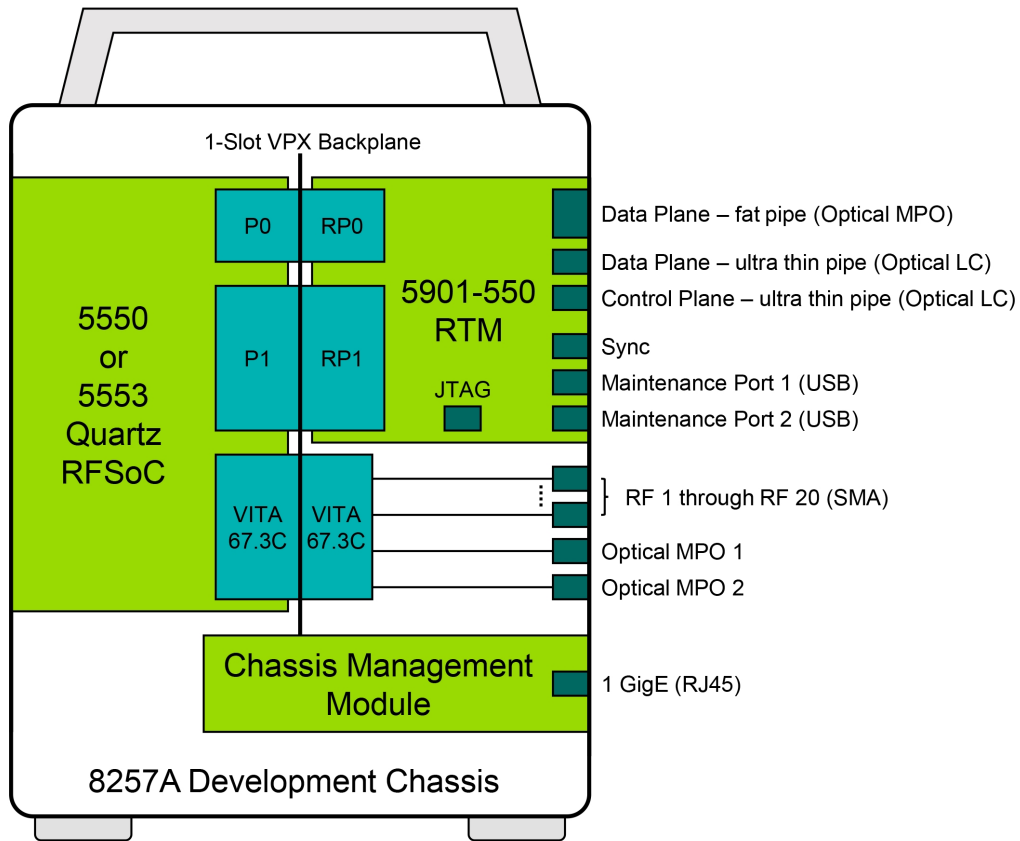 1-Slot VPX Backplane
P0
RP0
Data Plane – fat pipe (Optical MPO)
Data Plane – ultra thin pipe (Optical LC)
5901-550
RTM
Control Plane – ultra thin pipe (Optical LC)
5550
or
5553
Quartz
RFSoC
P1
RP1
Sync
JTAG
Maintenance Port 1 (USB)
Maintenance Port 2 (USB)
VITA
67.3C
VITA
67.3C
RF 1 through RF 20 (SMA)
Optical MPO 1
Optical MPO 2
Chassis Management
Module
1 GigE (RJ45)
8257A Development Chassis